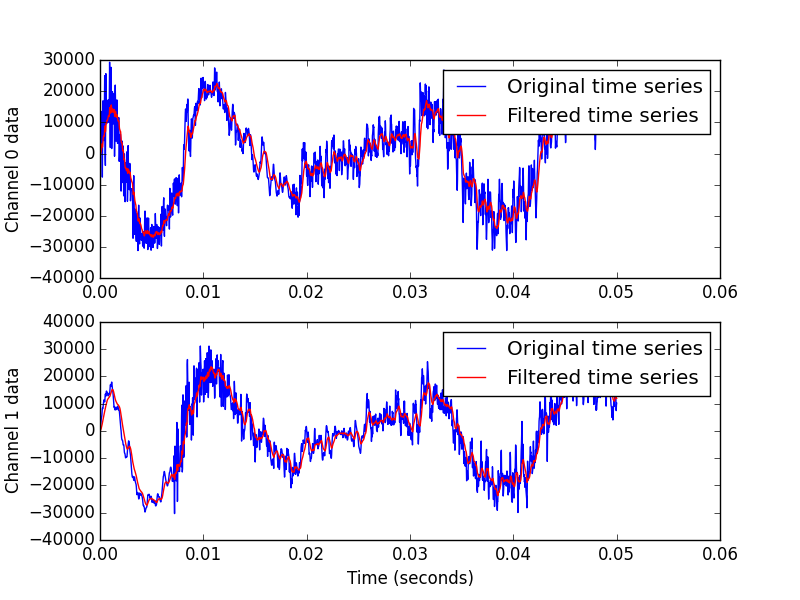 30000
20000
10000
0
−10000
−20000
−30000
−40000
Channel 0 data
Original time series
Filtered time series
0.00 0.01 0.02 0.03 0.04 0.05 0.06
40000
30000
20000
10000
0
−10000
−20000
−30000
−40000
Channel 1 data
Original time series
Filtered time series
0.00 0.01 0.02 0.03 0.04 0.05 0.06
Time (seconds)